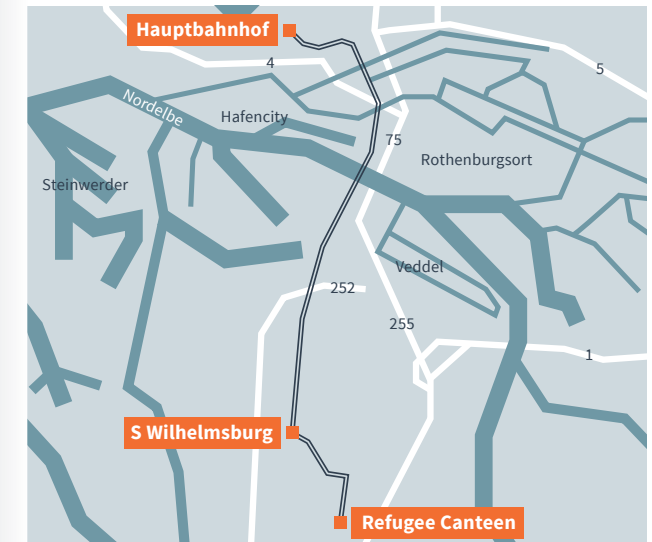 Hauptbahnhof
4
5
Nordelbe
Hafencity
75
Rothenburgsort
Steinwerder
Veddel
252
255
1
S Wilhelmsburg
Refugee Canteen